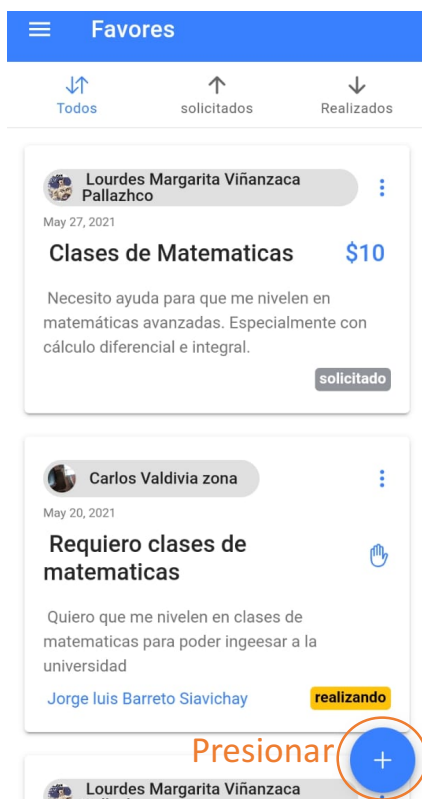 Favores
Todos
solicitados
Realizados
Lourdes Margarita Viñanzaca
Pallazhco
May 27, 2021
Clases de Matematicas
$10
Necesito ayuda para que me nivelen en
matemáticas avanzadas. Especialmente con
cálculo diferencial e integral.
solicitado
Carlos Valdivia zona
May 20, 2021
Requiero clases de
matematicas
Quiero que me nivelen en clases de
matematicas para poder ingeesar a la
universidad
Jorge luis Barreto Siavichay
realizando
Presionar
+
Lourdes Margarita Viñanzaca